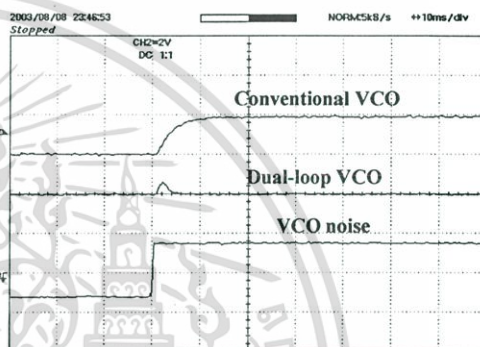 2003/08/08 23:46:53
NORM:5kS/s
↔10ms/div
Stopped
CH2=2V
DC 1:1
Conventional VCO
Dual-loop VCO
VCO noise